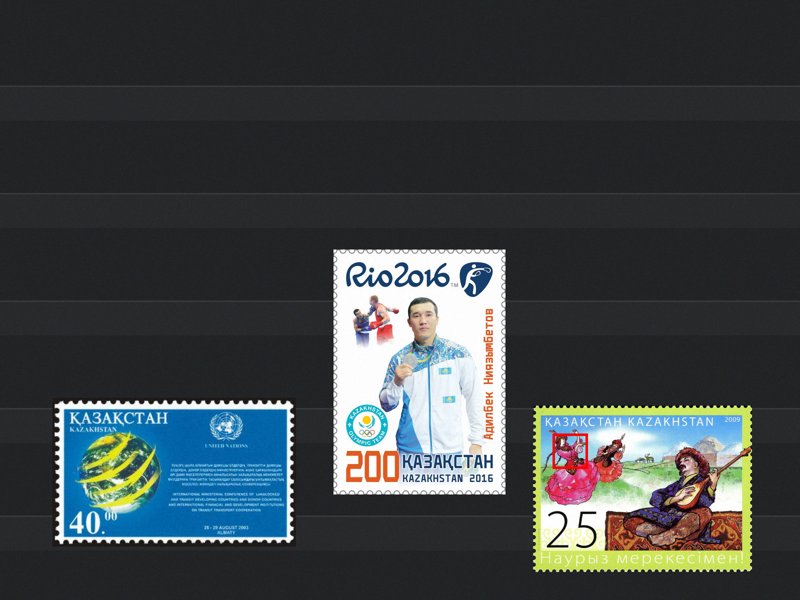 ҚАЗАҚСТАН
KAZAKHSTAN
UNITED NATIONS
INTERNATIONAL MINISTERIAL CONFERENCE OF LANDLOCKED
AND TRANSIT DEVELOPING COUNTRIES AND DONOR COUNTRIES
AND INTERNATIONAL FINANCIAL AND DEVELOPMENT INSTITUTIONS
ON TRANSIT TRANSPORT COOPERATION
28 - 29 AUGUST 2003
ALMATY
40.00
Rio2016 TM
Адилбек Ниязымбетов
KAZAKHSTAN
OLYMPIC TEAM
200 ҚАЗАҚСТАН
KAZAKHSTAN 2016
ҚАЗАҚСТАН KAZAKHSTAN 2009
25
Наурыз мерекесімен!